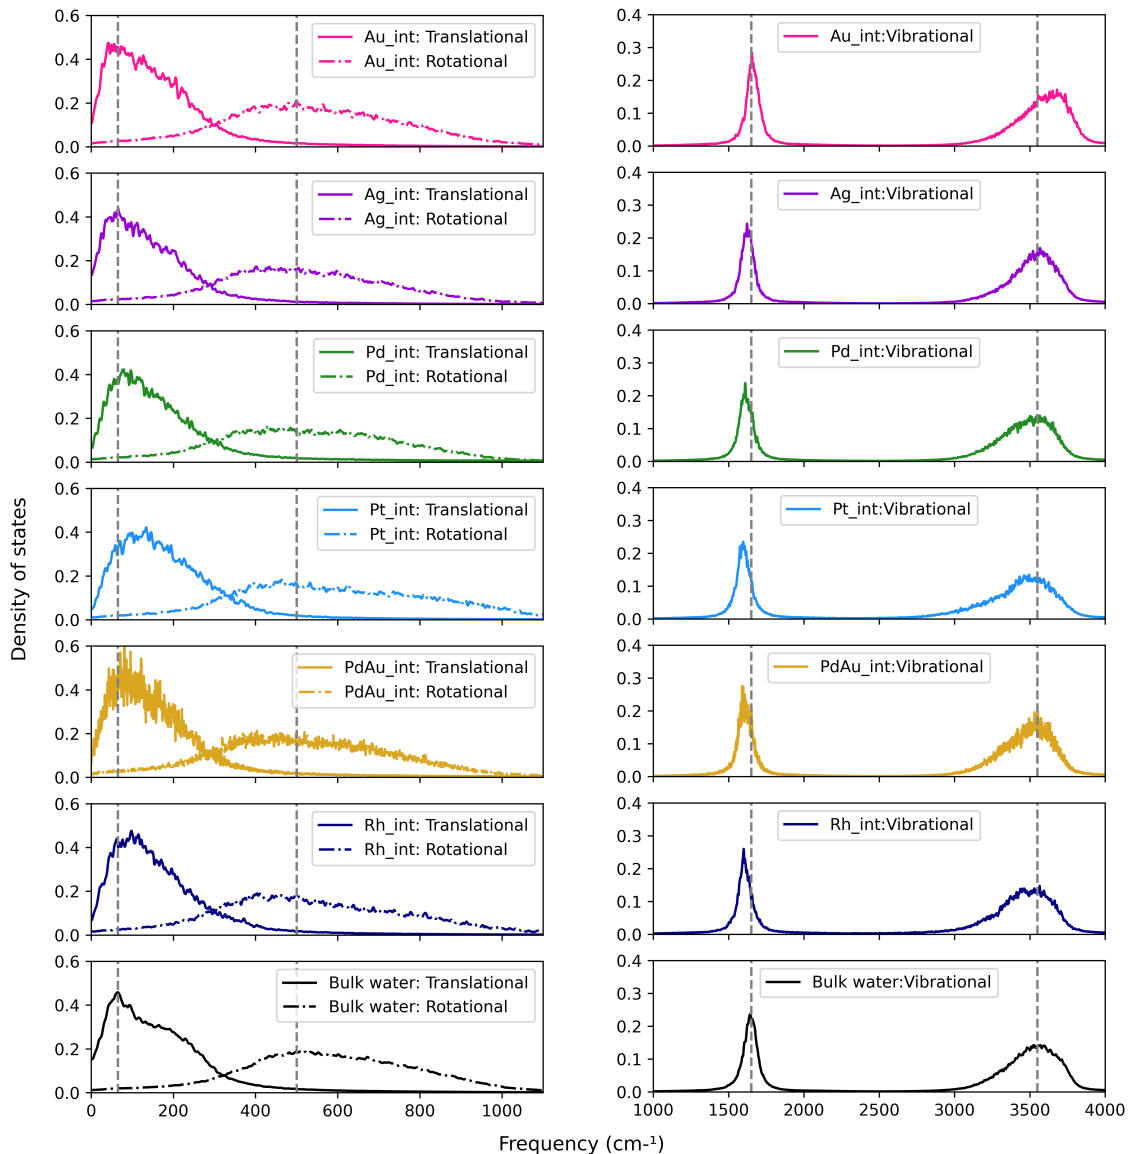 0.6
0.4
0.2
0.0
Au_int: Translational
Au_int: Rotational
0.4
0.3
0.2
0.1
0.0
Au_int:Vibrational
0.6
0.4
0.2
0.0
Ag_int: Translational
Ag_int: Rotational
0.4
0.3
0.2
0.1
0.0
Ag_int:Vibrational
0.6
0.4
0.2
0.0
Pd_int: Translational
Pd_int: Rotational
0.4
0.3
0.2
0.1
0.0
Pd_int:Vibrational
0.6
0.4
0.2
0.0
Pt_int: Translational
Pt_int: Rotational
0.4
0.3
0.2
0.1
0.0
Pt_int:Vibrational
0.6
0.4
0.2
0.0
PdAu_int: Translational
PdAu_int: Rotational
0.4
0.3
0.2
0.1
0.0
PdAu_int:Vibrational
0.6
0.4
0.2
0.0
Rh_int: Translational
Rh_int: Rotational
0.4
0.3
0.2
0.1
0.0
Rh_int:Vibrational
0.6
0.4
0.2
0.0
Bulk water: Translational
Bulk water: Rotational
0 200 400 600 800 1000
0.4
0.3
0.2
0.1
0.0
Bulk water:Vibrational
1000 1500 2000 2500 3000 3500 4000
Density of states
Frequency (cm-¹)